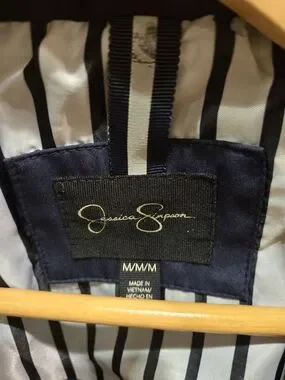 Jessica Simpson
M/M/M
MADE IN
VIETNAM/
HECHO EN